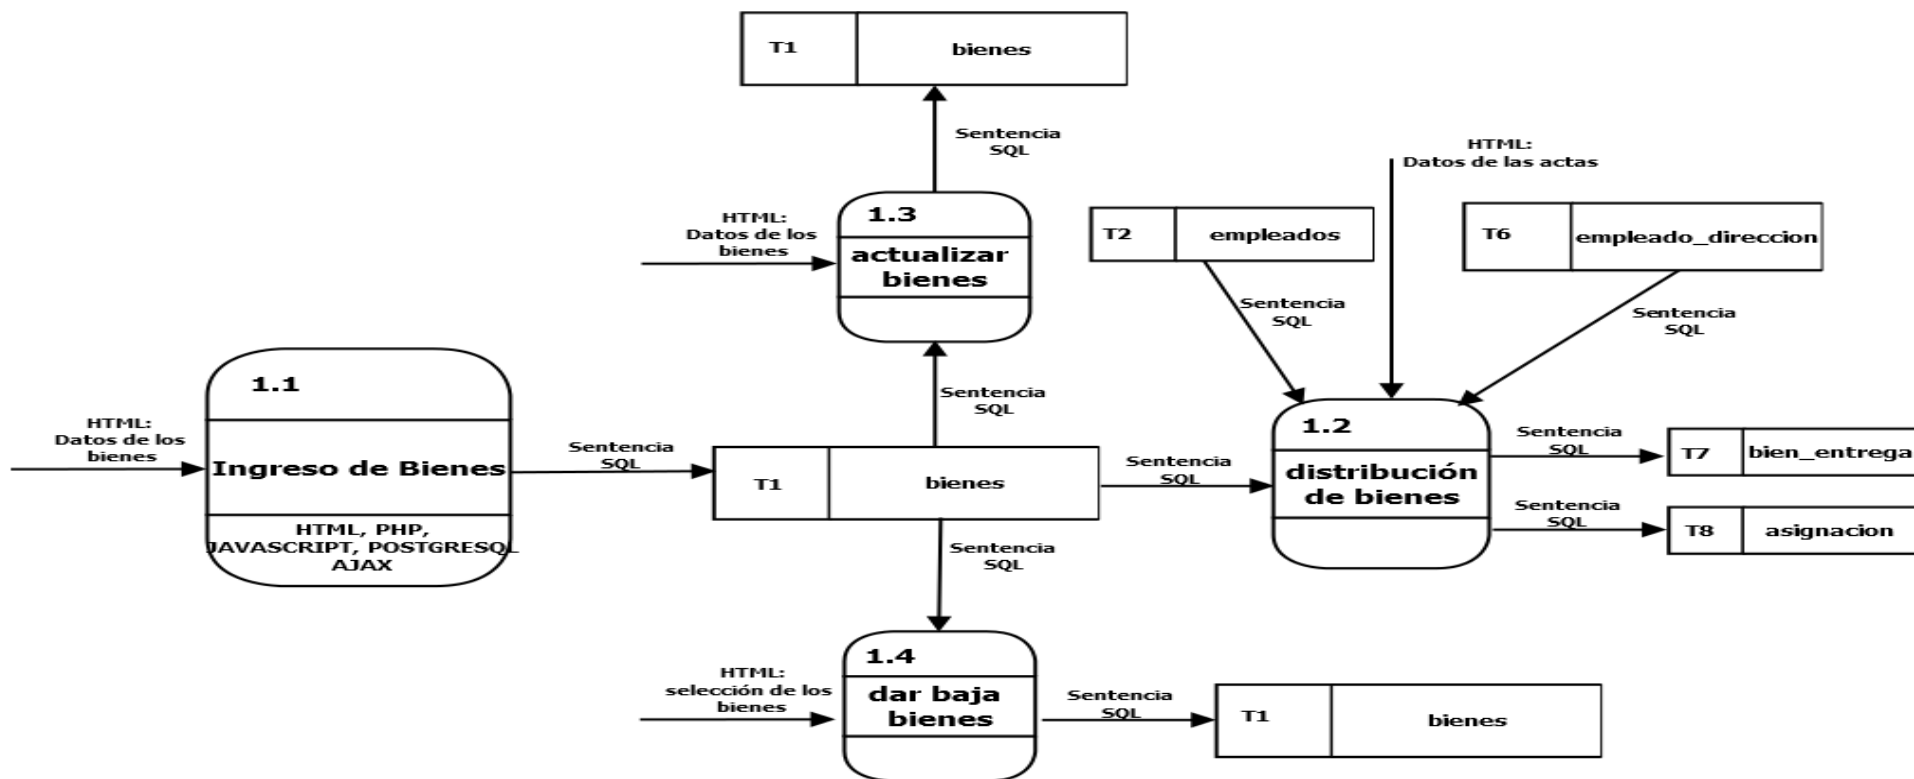 T1
bienes
Sentencia
SQL
HTML:
Datos de las actas
1.3
actualizar
bienes
HTML:
Datos de los
bienes
T2
empleados
T6
empleado_direccion
Sentencia
SQL
Sentencia
SQL
1.1
Ingreso de Bienes
HTML, PHP,
JAVASCRIPT, POSTGRESQL
AJAX
HTML:
Datos de los
bienes
Sentencia
SQL
Sentencia
SQL
T1
bienes
Sentencia
SQL
1.2
distribución
de bienes
Sentencia
SQL
T7
bien_entrega
Sentencia
SQL
T8
asignacion
Sentencia
SQL
1.4
dar baja
bienes
HTML:
selección de los
bienes
Sentencia
SQL
T1
bienes